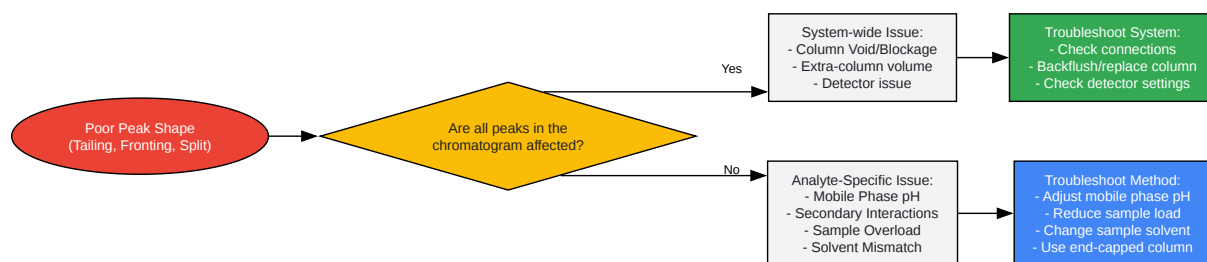 Poor Peak Shape
(Tailing, Fronting, Split)
Are all peaks in the
chromatogram affected?
Yes
System-wide Issue:
- Column Void/Blockage
- Extra-column volume
- Detector issue
Troubleshoot System:
- Check connections
- Backflush/replace column
- Check detector settings
No
Analyte-Specific Issue:
- Mobile Phase pH
- Secondary Interactions
- Sample Overload
- Solvent Mismatch
Troubleshoot Method:
- Adjust mobile phase pH
- Reduce sample load
- Change sample solvent
- Use end-capped column